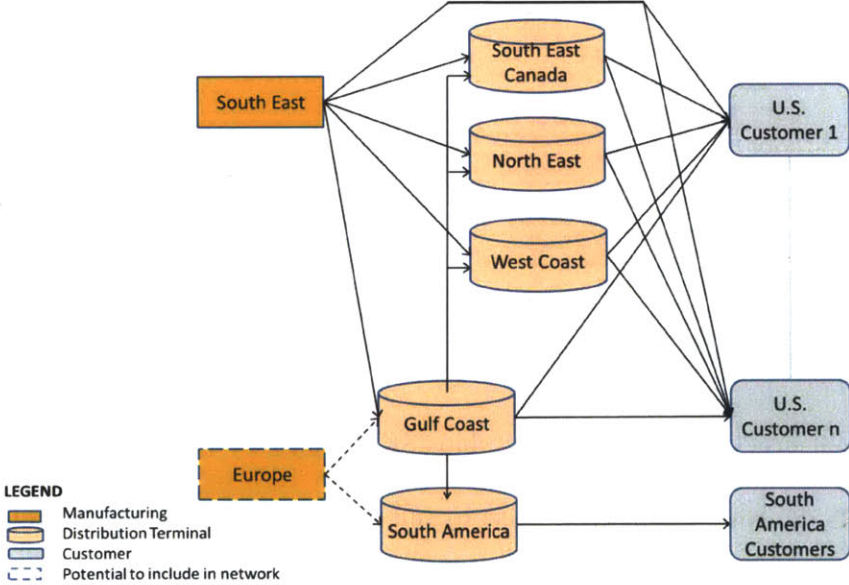 South East
South East
Canada
North East
West Coast
Gulf Coast
Europe
South America
U.S.
Customer 1
U.S.
Customer n
South
America
Customers
LEGEND
Manufacturing
Distribution Terminal
Customer
Potential to include in network